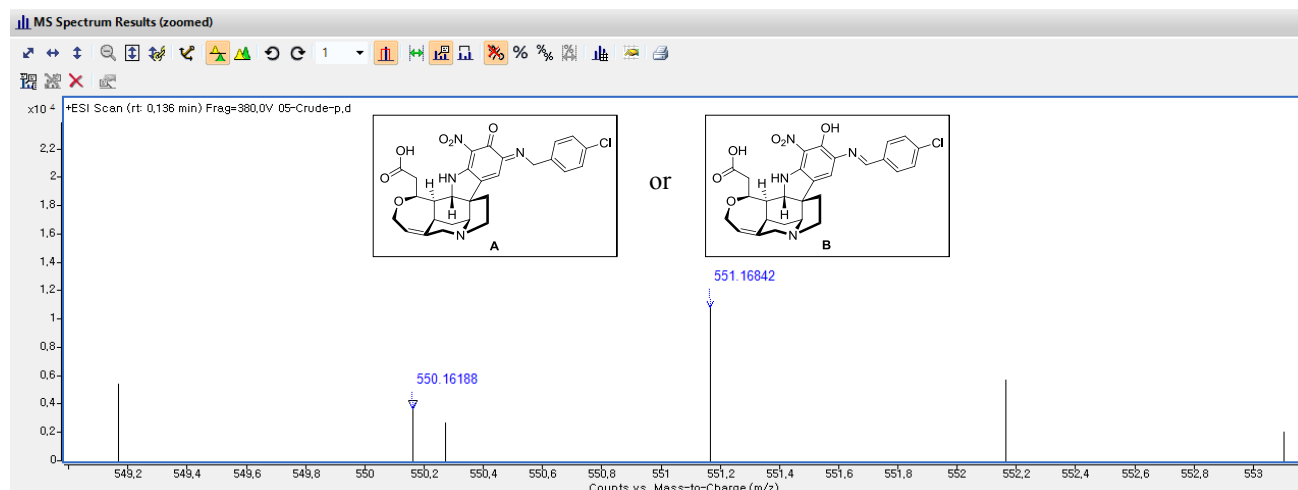 MS Spectrum Results (zoomed)
1
x10 4
+ESI Scan (rt: 0,136 min) Frag=380,0V 05-Crude-p,d
2,2
2
1,8
1,6
1,4
1,2
1
0,8
0,6
0,4
0,2
0
O2N O N Cl
OH O HN H O H N
A
or
O2N OH N Cl
OH O HN H O H N
B
551.16842
550.16188
549,2 549,4 549,6 549,8 550 550,2 550,4 550,6 550,8 551 551,2 551,4 551,6 551,8 552 552,2 552,4 552,6 552,8 553
Counts vs. Mass-to-Charge (m/z)